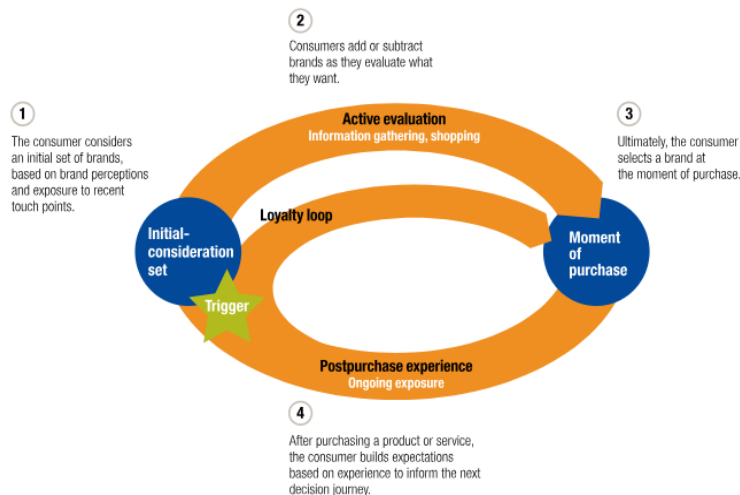 2
Consumers add or subtract
brands as they evaluate what
they want.
1
The consumer considers
an initial set of brands,
based on brand perceptions
and exposure to recent
touch points.
Active evaluation
Information gathering, shopping
3
Ultimately, the consumer
selects a brand at
the moment of purchase.
Loyalty loop
Initial-
consideration
set
Moment
of
purchase
Trigger
Postpurchase experience
Ongoing exposure
4
After purchasing a product or service,
the consumer builds expectations
based on experience to inform the next
decision journey.